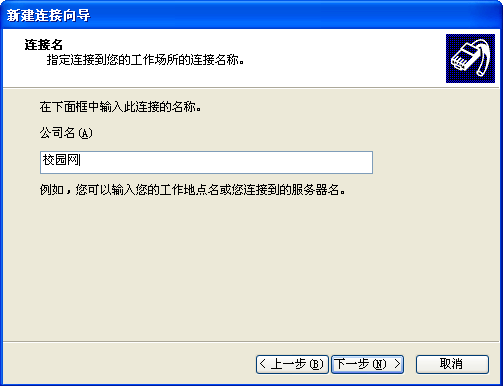 新建连接向导
连接名
指定连接到您的工作场所的连接名称。
在下面框中输入此连接的名称。
公司名(A)
校园网
例如，您可以输入您的工作地点名或您连接到的服务器名。
< 上一步(B) 下一步(N) > 取消